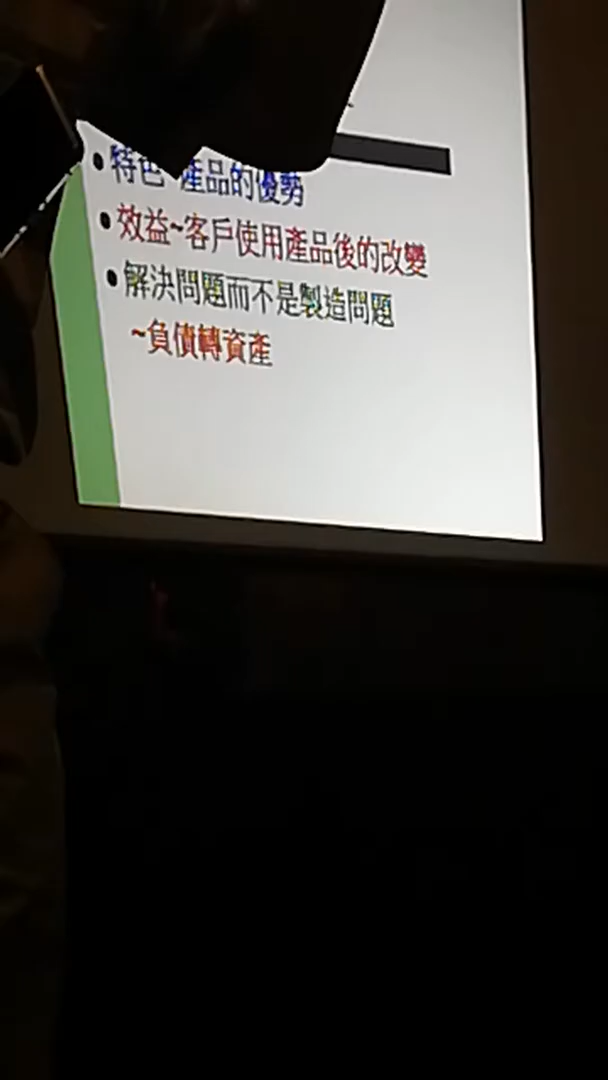 •特色~產品的優勢
•效益~客戶使用產品後的改變
•解決問題而不是製造問題
~負債轉資產